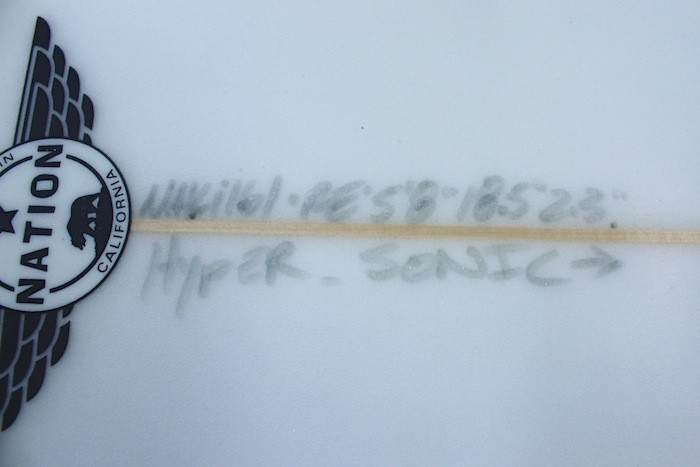 NATION
CALIFORNIA
5'8" 18.5" 2.3"
HypER - SONIC →